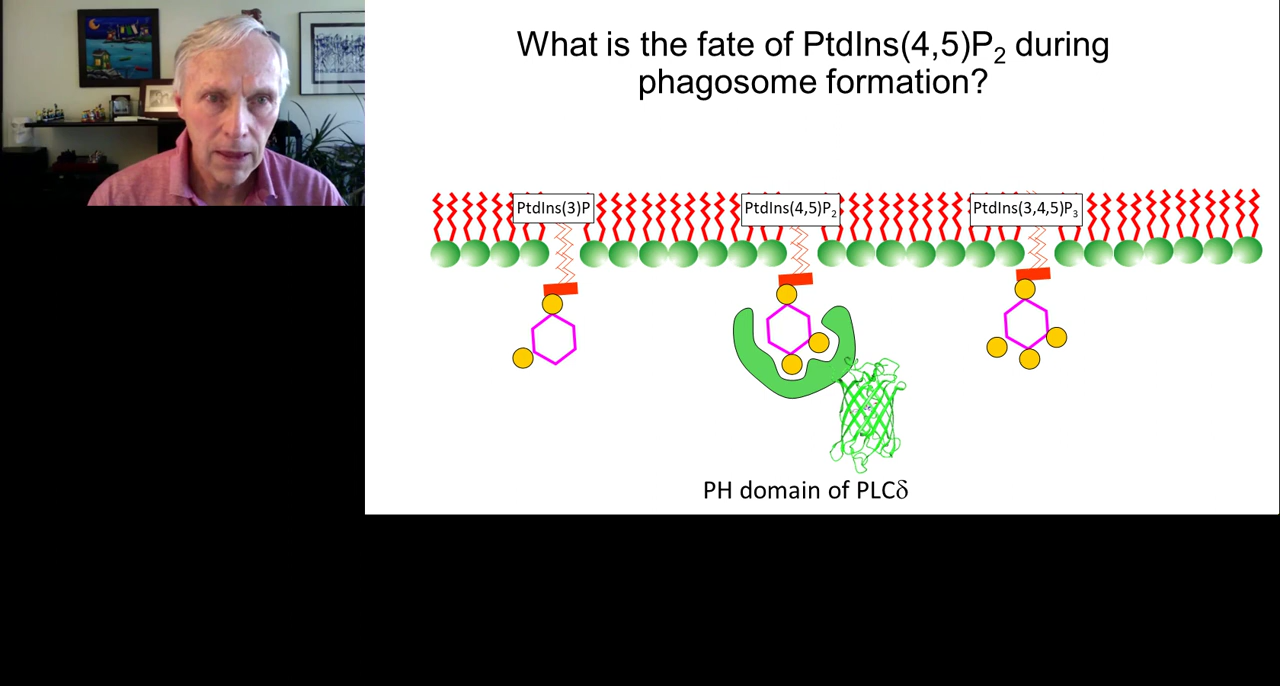 What is the fate of PtdIns(4,5)P₂ during
phagosome formation?
PtdIns(3)P
PtdIns(4,5)P₂
PtdIns(3,4,5)P₃
PH domain of PLCδ